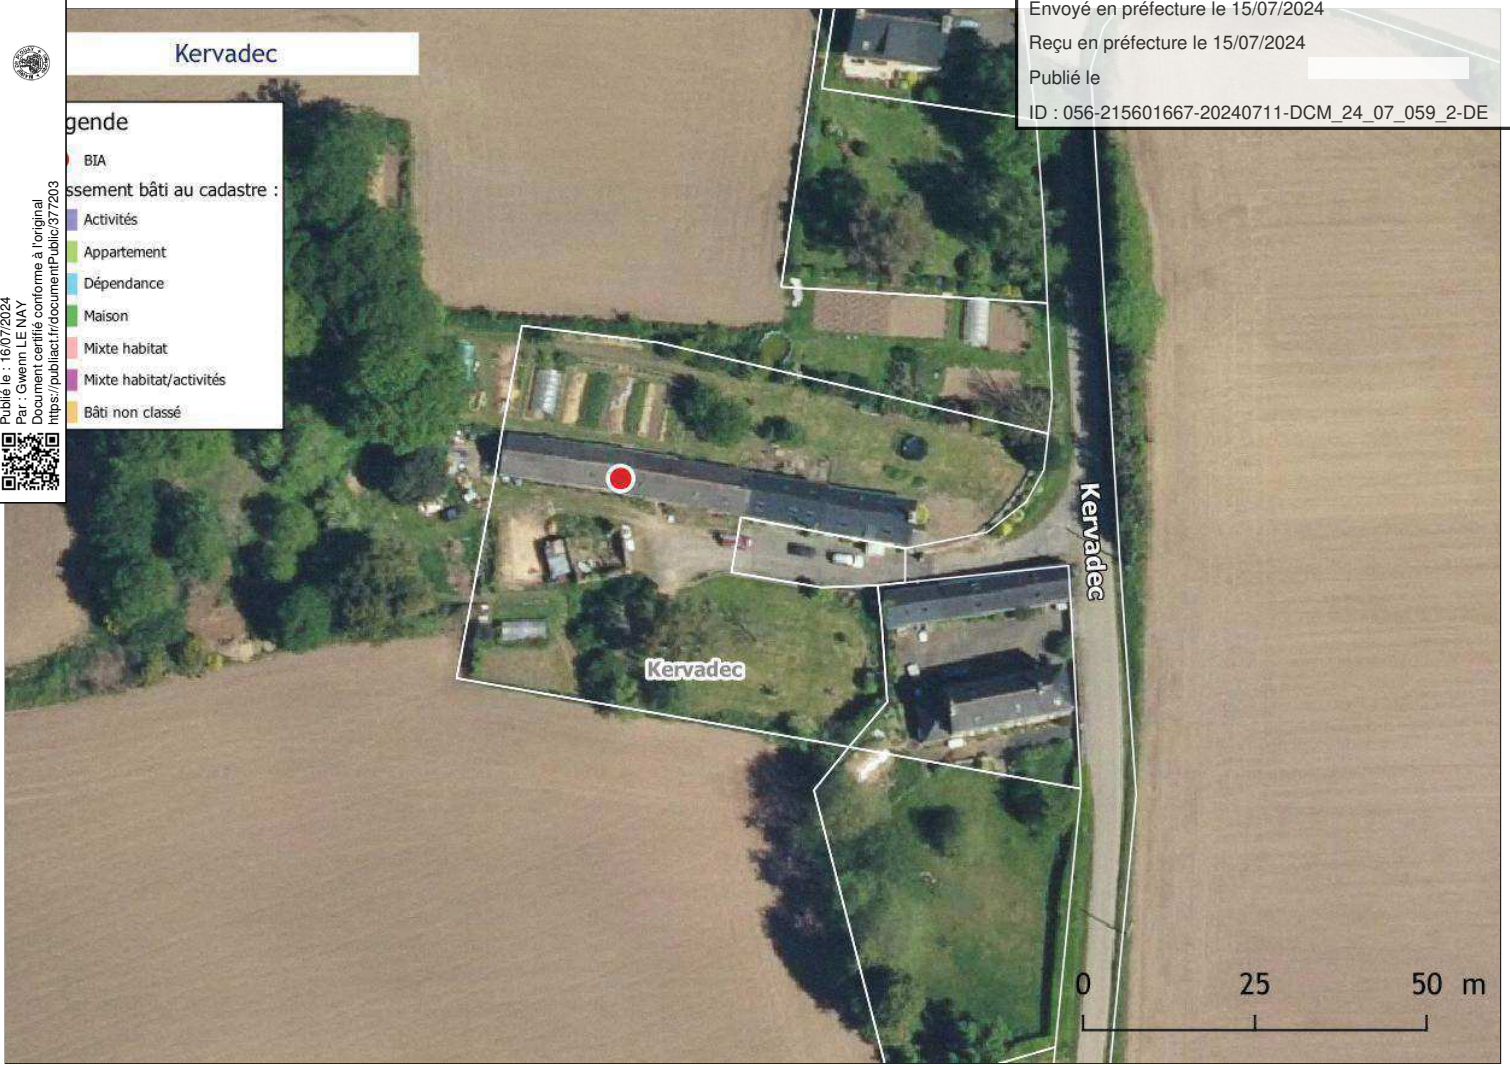 Envoyé en préfecture le 15/07/2024
Reçu en préfecture le 15/07/2024
Publié le
ID : 056-215601667-20240711-DCM_24_07_059_2-DE
Kervadec
gende
BIA
ssement bâti au cadastre :
Activités
Appartement
Dépendance
Maison
Mixte habitat
Mixte habitat/activités
Bâti non classé
Publié le : 16/07/2024
Par : Gwenn LE NAY
Document certifié conforme à l'original
https://publiact.fr/documentPublic/377203
Kervadec
Kervadec
0 25 50 m